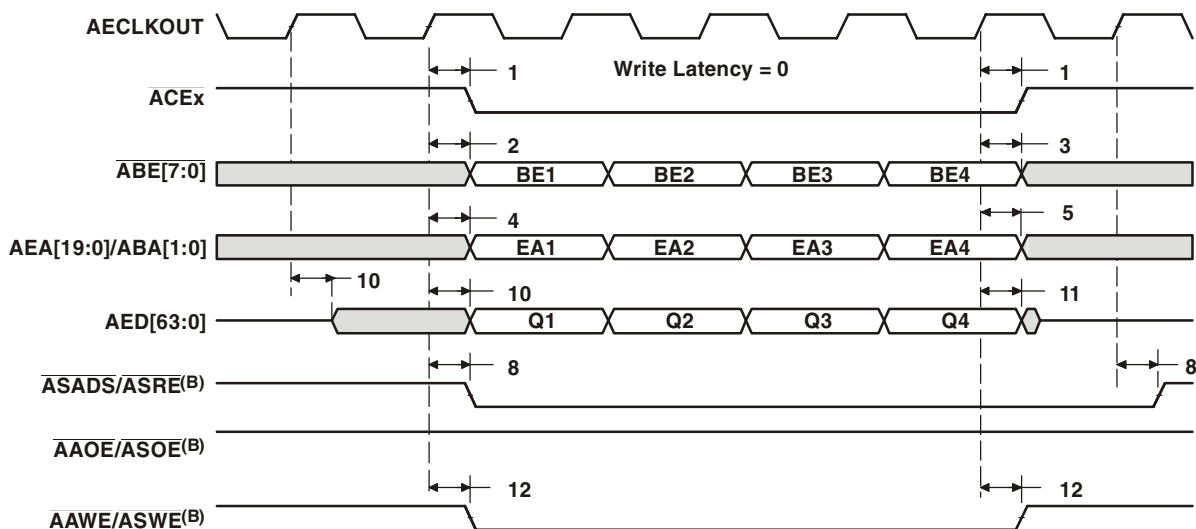 AECLKOUT
1 Write Latency = 0 1
ACEx
2 3
ABE[7:0] BE1 BE2 BE3 BE4
4 5
AEA[19:0]/ABA[1:0] EA1 EA2 EA3 EA4
10 10 11
AED[63:0] Q1 Q2 Q3 Q4
8 8
ASADS/ASRE(B)
AAOE/ASOE(B)
12 12
AAWE/ASWE(B)